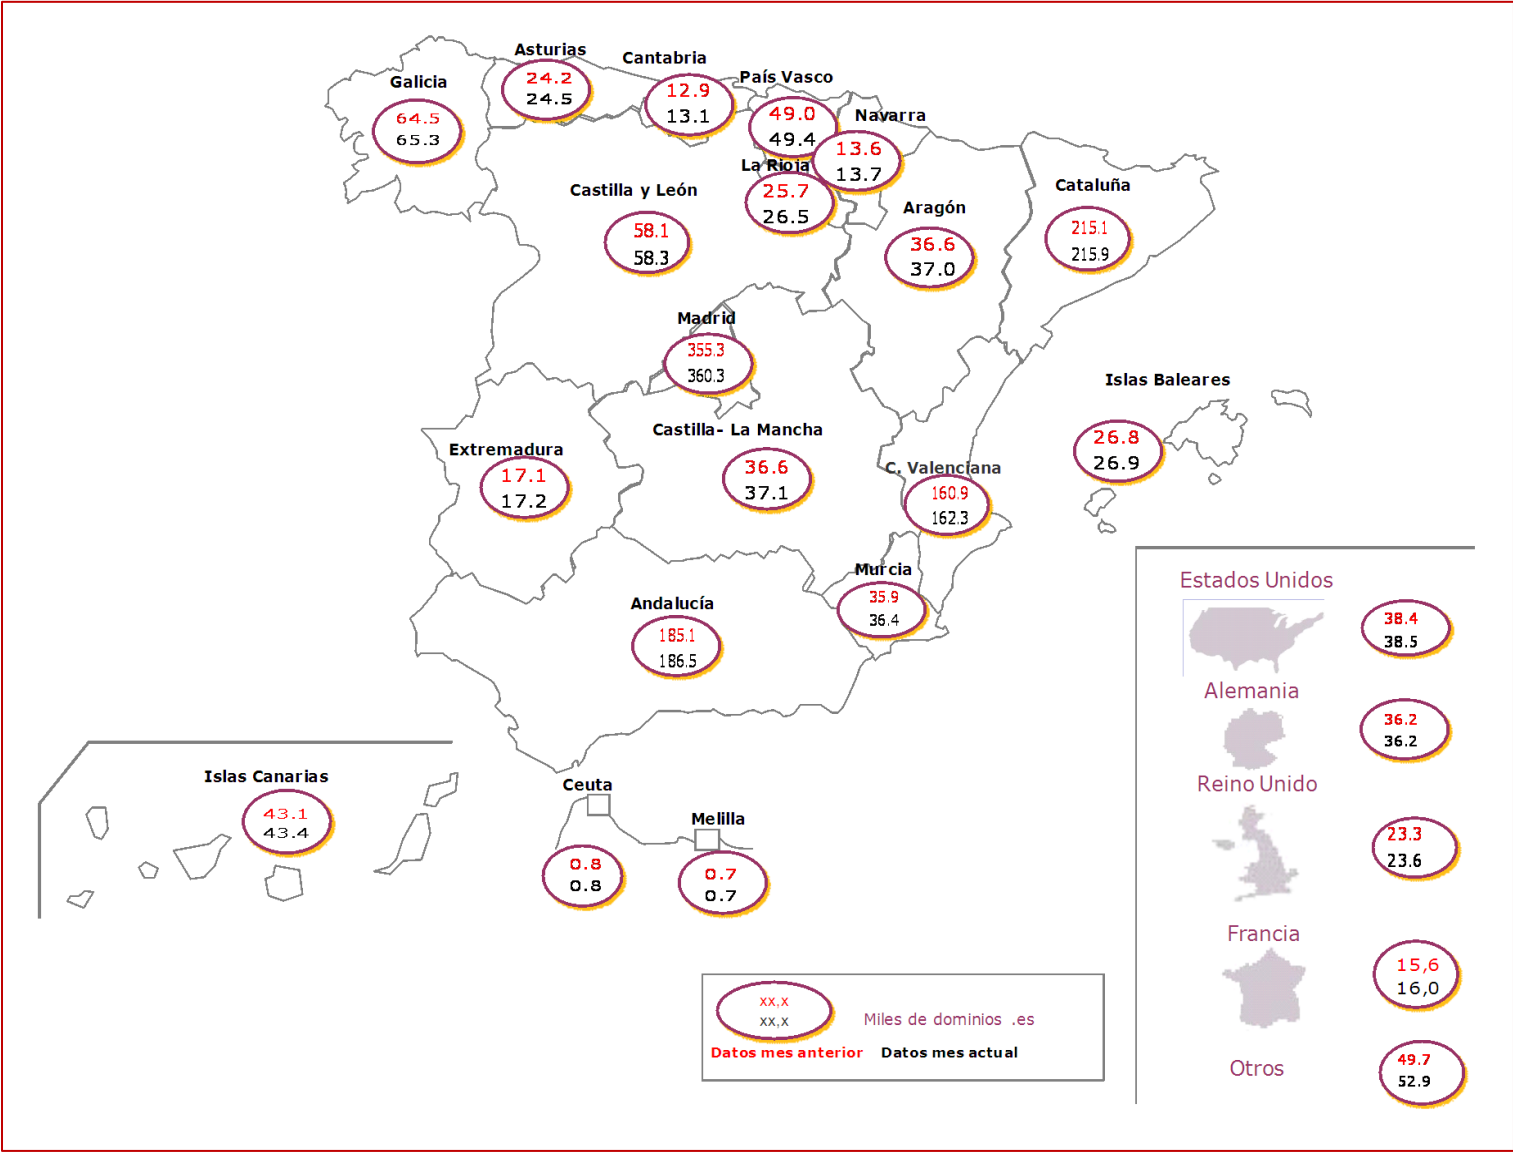 Asturias
24.2
24.5
Cantabria
12.9
13.1
País Vasco
49.0
49.4
Galicia
64.5
65.3
Navarra
13.6
13.7
La Rioja
25.7
26.5
Castilla y León
58.1
58.3
Aragón
36.6
37.0
Cataluña
215.1
215.9
Madrid
355.3
360.3
Islas Baleares
26.8
26.9
Castilla- La Mancha
36.6
37.1
Extremadura
17.1
17.2
C. Valenciana
160.9
162.3
Murcia
35.9
36.4
Andalucía
185.1
186.5
Islas Canarias
43.1
43.4
Ceuta
0.8
0.8
Melilla
0.7
0.7
Estados Unidos
38.4
38.5
Alemania
36.2
36.2
Reino Unido
23.3
23.6
Francia
15,6
16,0
Otros
49.7
52.9
xx,x
xx,x
Miles de dominios .es
Datos mes anterior Datos mes actual